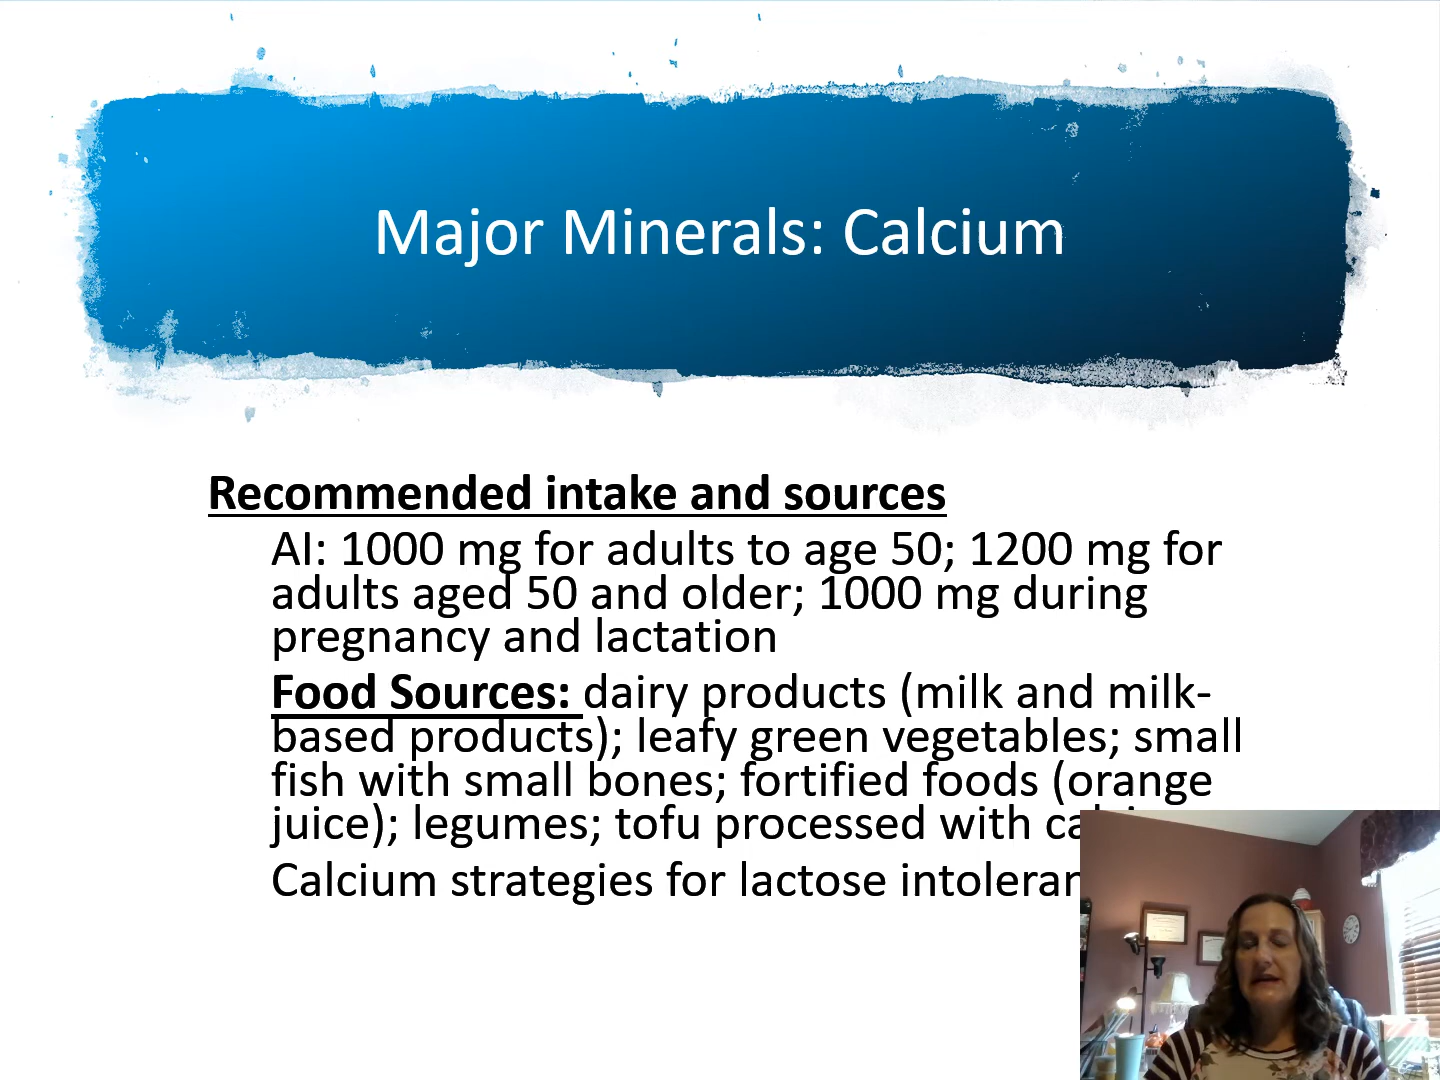 Major Minerals: Calcium
Recommended intake and sources
AI: 1000 mg for adults to age 50; 1200 mg for
adults aged 50 and older; 1000 mg during
pregnancy and lactation
Food Sources: dairy products (milk and milk-
based products); leafy green vegetables; small
fish with small bones; fortified foods (orange
juice); legumes; tofu processed with
Calcium strategies for lactose